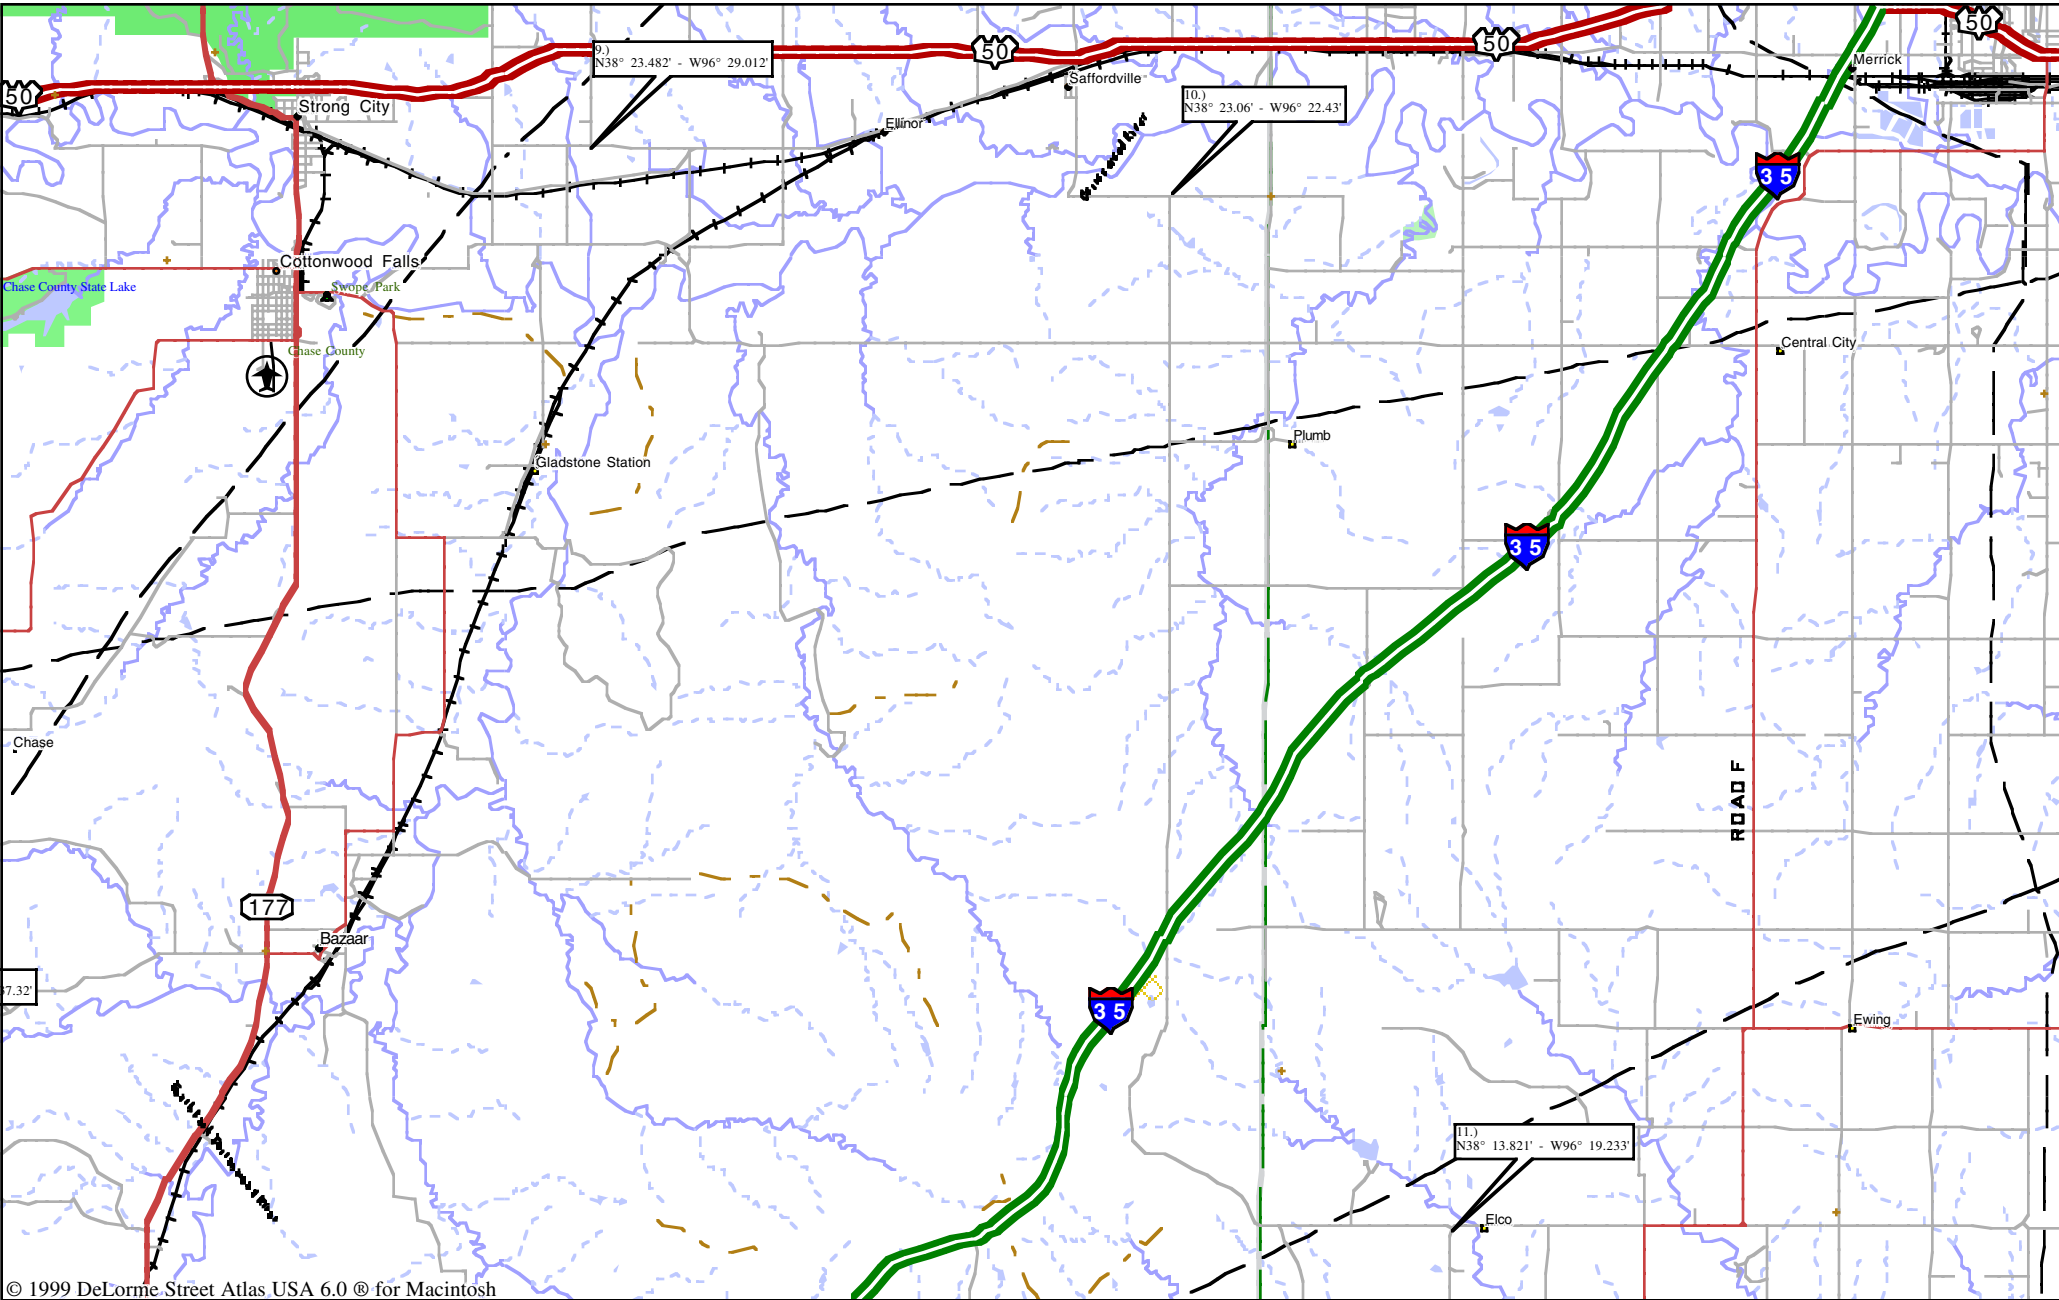 50
50
50
50
9.)
N38° 23.482' - W96° 29.012'
Merrick
Saffordville
Strong City
10.)
N38° 23.06' - W96° 22.43'
Ellinor
35
Cottonwood Falls
Chase County State Lake
Swope Park
Central City
Chase County
Plumb
Gladstone Station
35
Chase
ROAD F
177
Bazaar
37.32'
35
Ewing
11.)
N38° 13.821' - W96° 19.233'
Elco
© 1999 DeLorme Street Atlas USA 6.0 ® for Macintosh